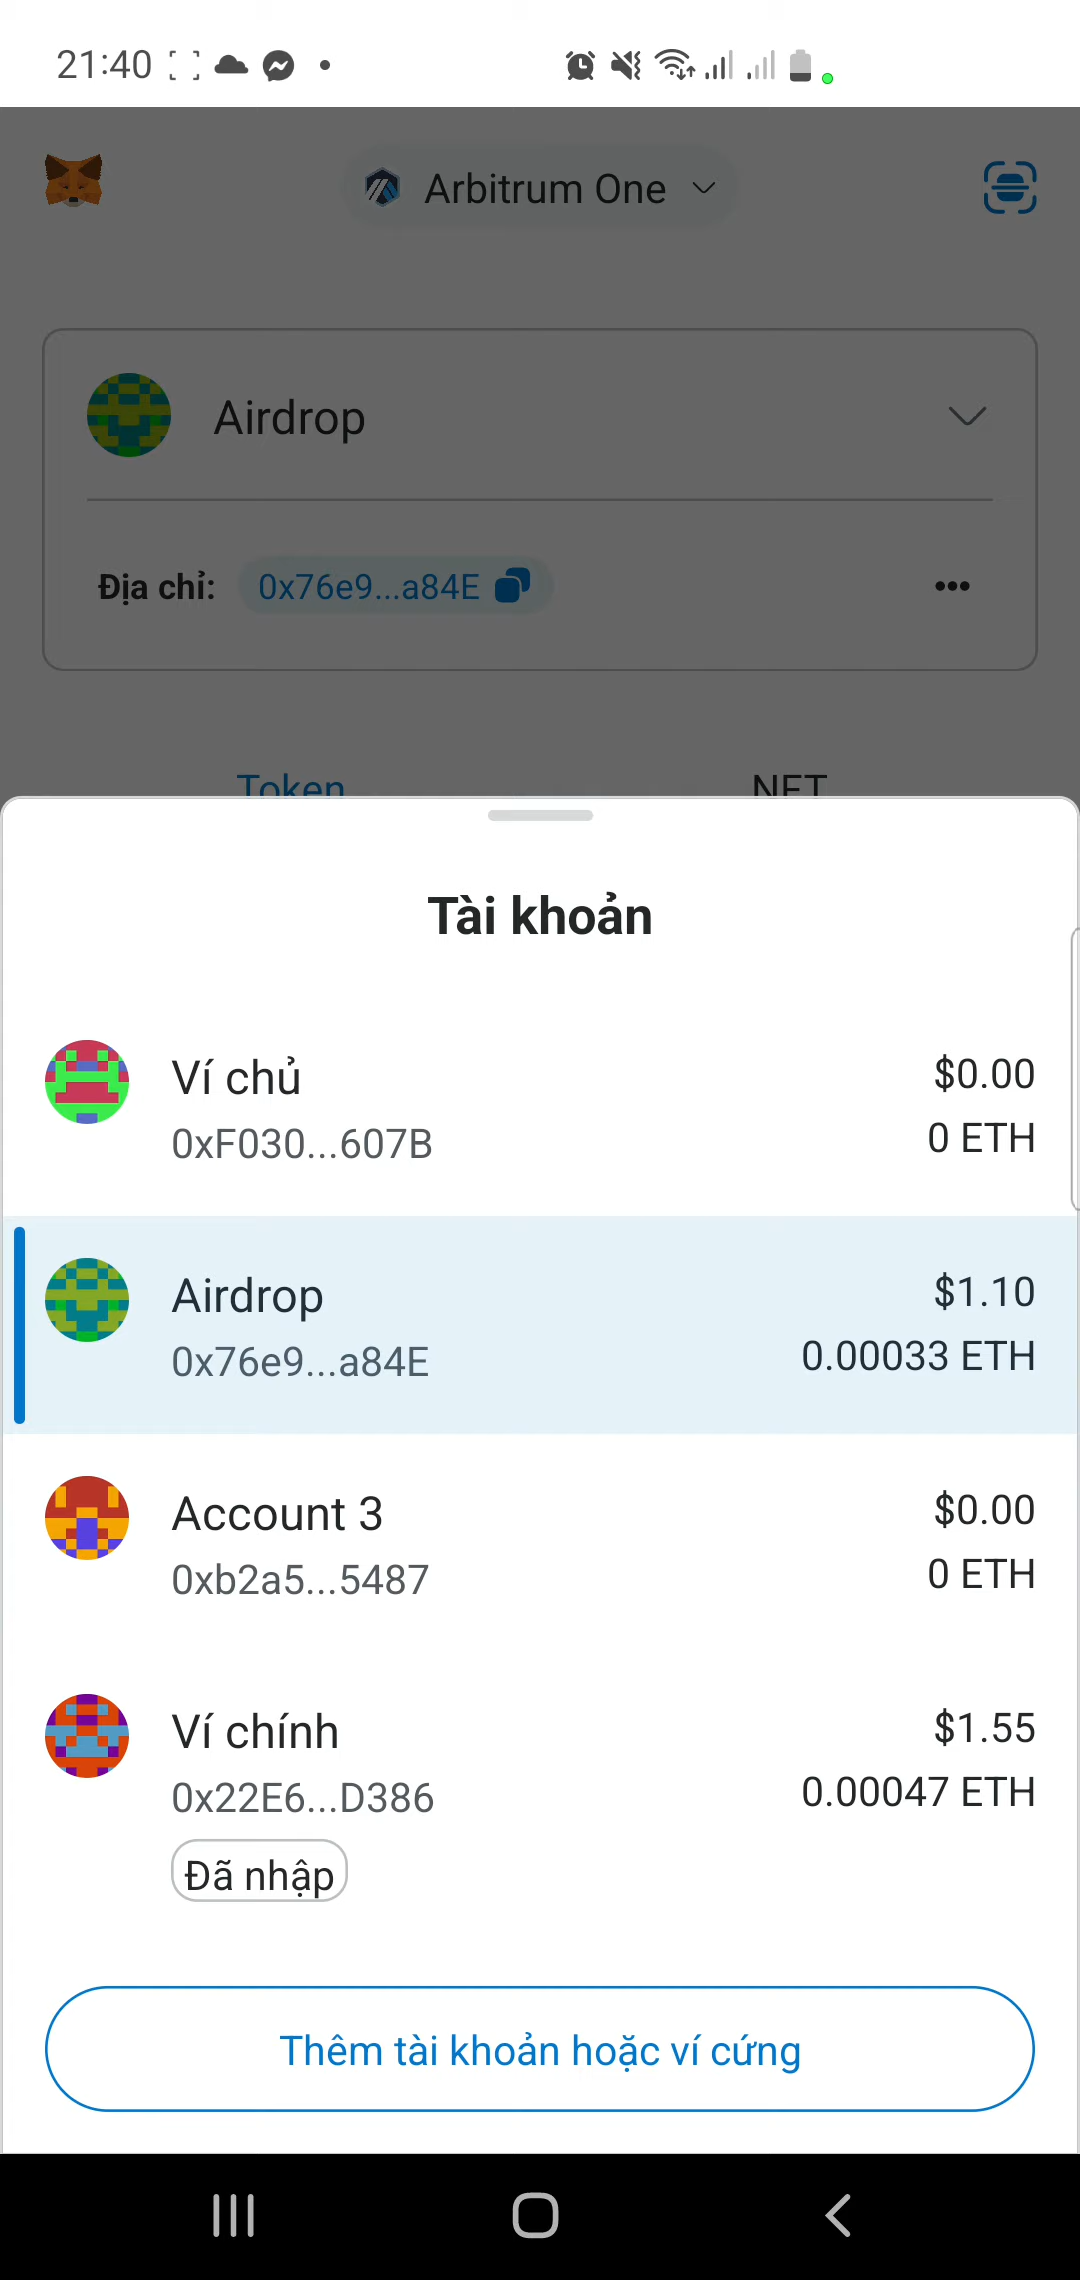 21:40
Arbitrum One
Airdrop
Địa chỉ: 0x76e9...a84E
Token NFT
Tài khoản
Ví chủ $0.00
0xF030...607B 0 ETH
Airdrop $1.10
0x76e9...a84E 0.00033 ETH
Account 3 $0.00
0xb2a5...5487 0 ETH
Ví chính $1.55
0x22E6...D386 0.00047 ETH
Đã nhập
Thêm tài khoản hoặc ví cứng